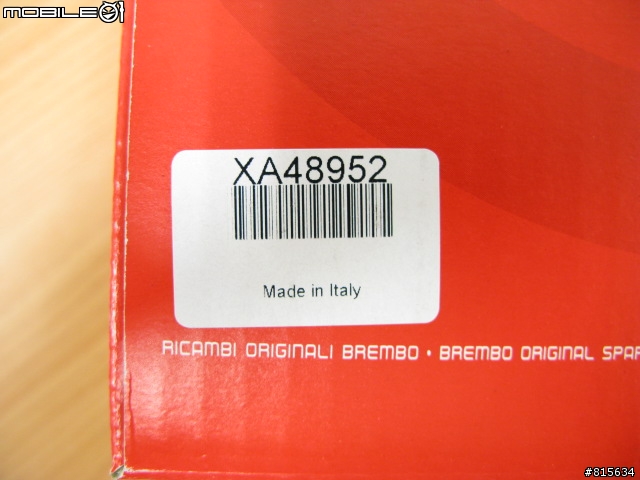 MOBILE01
XA48952
Made in Italy
RICAMBI ORIGINALI BREMBO • BREMBO ORIGINAL SPAR
#815634